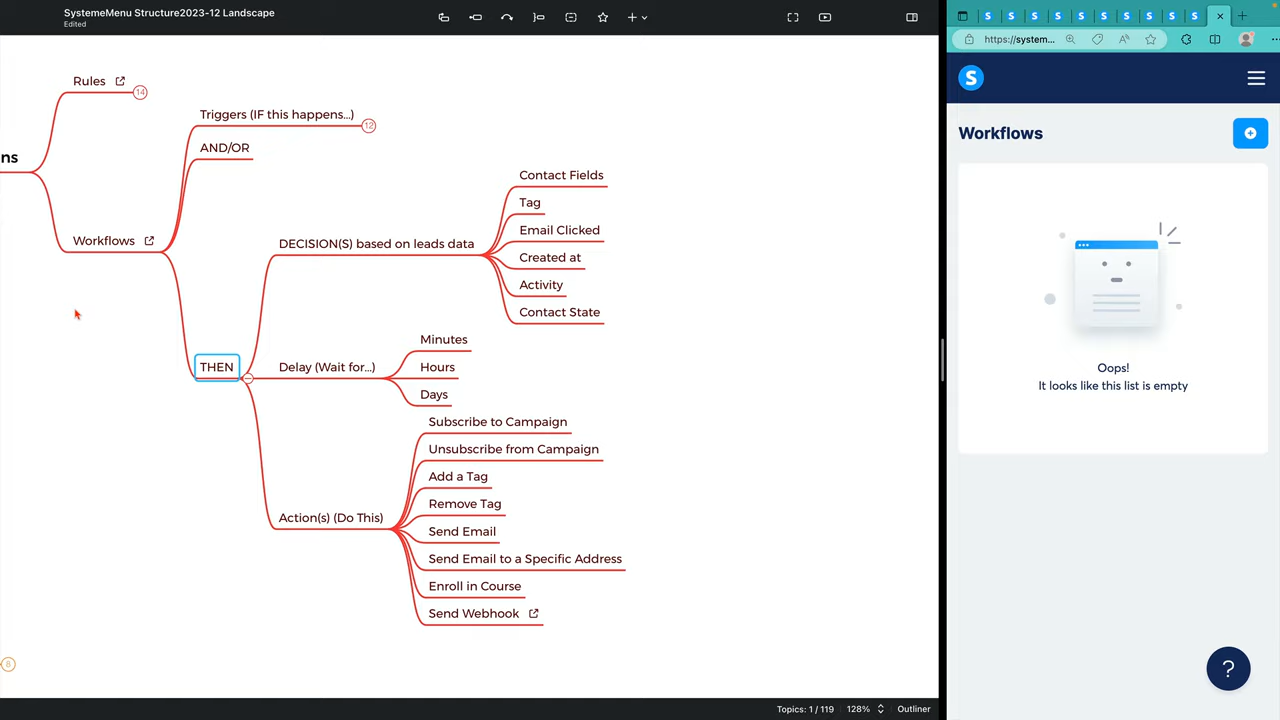 SystemeMenu Structure2023-12 Landscape
Edited
Rules
14
Triggers (IF this happens...)
12
AND/OR
ns
Workflows
THEN
DECISION(S) based on leads data
Contact Fields
Tag
Email Clicked
Created at
Activity
Contact State
Delay (Wait for...)
Minutes
Hours
Days
Action(s) (Do This)
Subscribe to Campaign
Unsubscribe from Campaign
Add a Tag
Remove Tag
Send Email
Send Email to a Specific Address
Enroll in Course
Send Webhook
8
Topics: 1 / 119
128%
Outliner
S S S S S S S S S S
https://system...
S
Workflows
Oops!
It looks like this list is empty
?